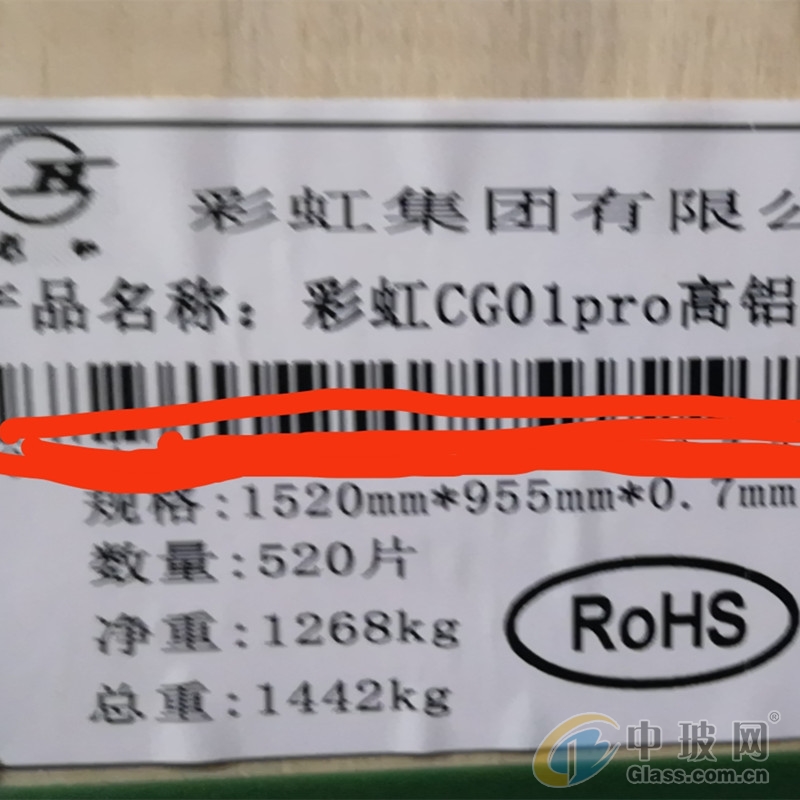 彩虹集团有限公
产品名称：彩虹CG01pro高铝
规格:1520mm*955mm*0.7mm
数量:520片
净重:1268kg
总重:1442kg
RoHS
中玻网®
Glass.com.cn